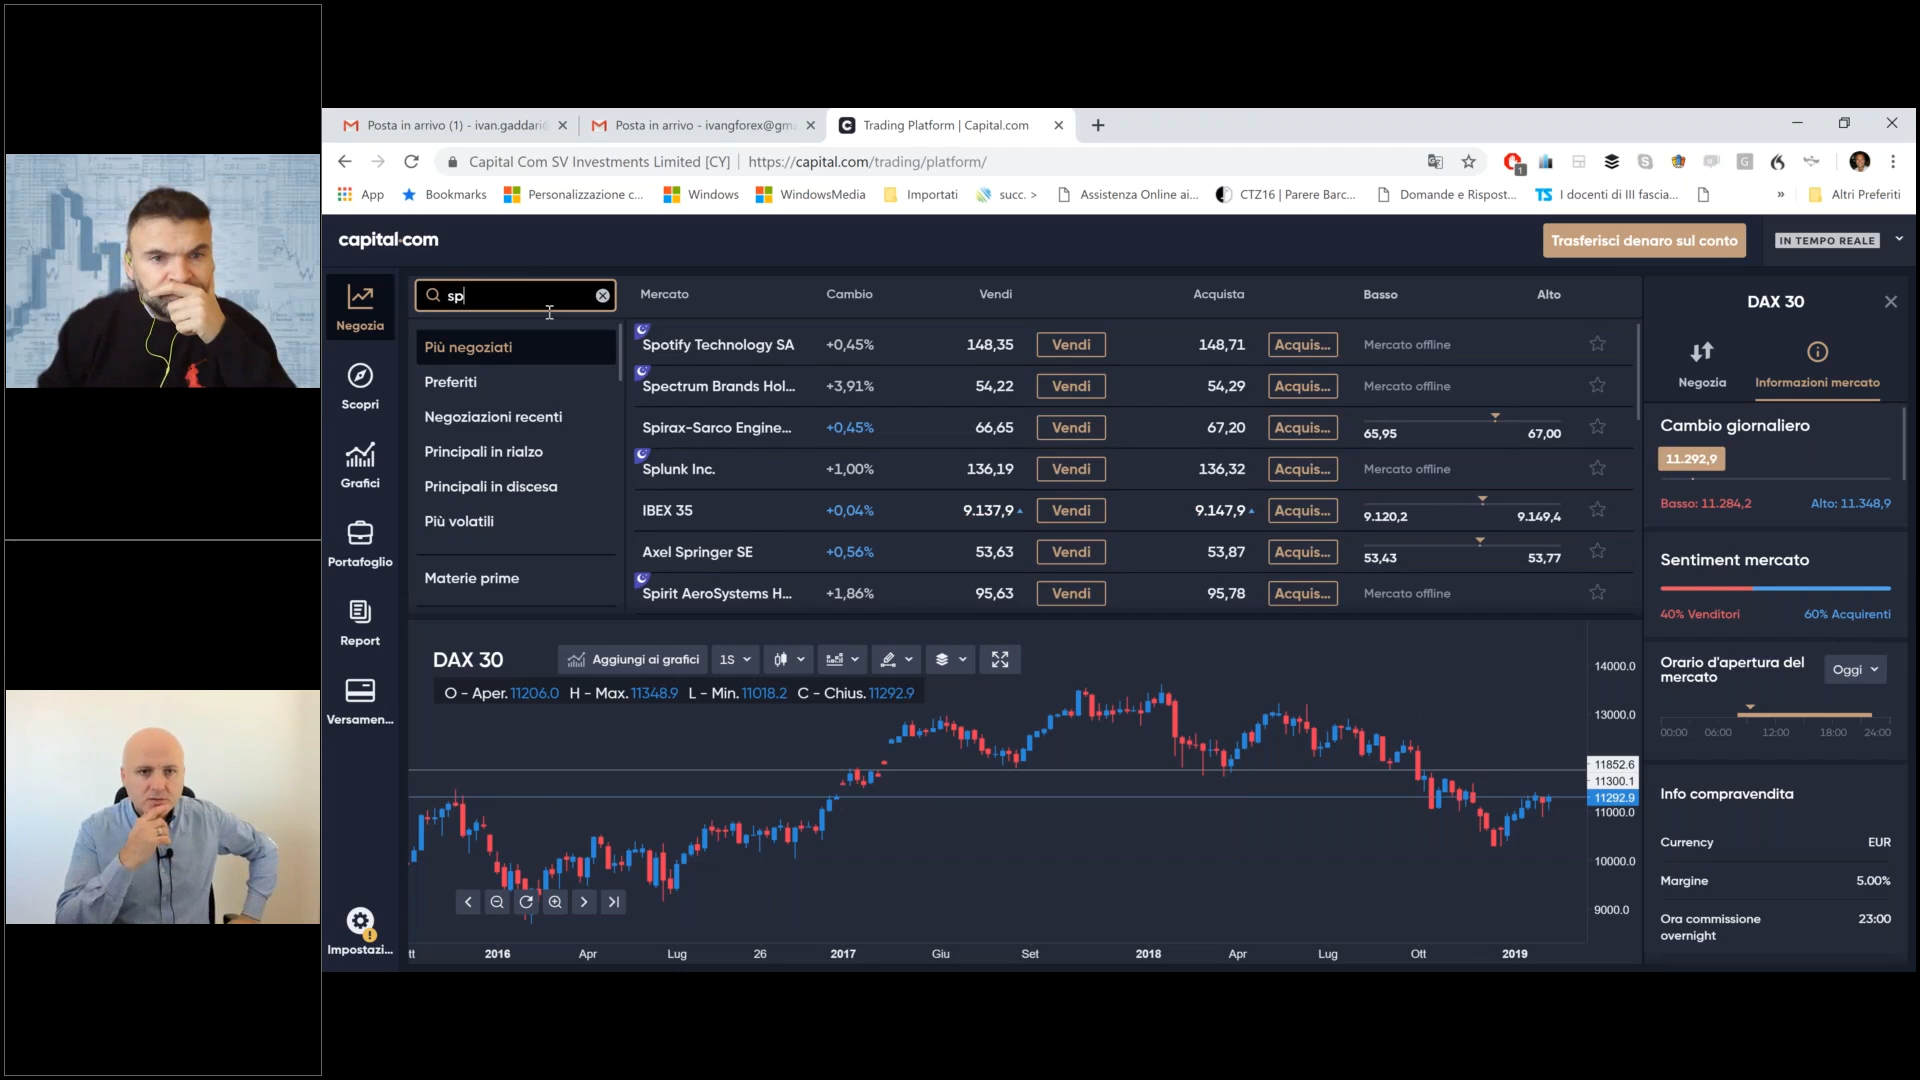 Posta in arrivo (1) - ivan.gaddari
Posta in arrivo - ivangforex@gm
Trading Platform | Capital.com
Capital Com SV Investments Limited [CY] | https://capital.com/trading/platform/
App Bookmarks Personalizzazione c... Windows WindowsMedia Importati succ. > Assistenza Online ai... CTZ16 | Parere Barc... Domande e Rispost... I docenti di III fascia... » Altri Preferiti
capital.com
Trasferisci denaro sul conto
IN TEMPO REALE
Negozia
Scopri
Grafici
Portafoglio
Report
Versamen...
Impostazi...
sp
Più negoziati
Preferiti
Negoziazioni recenti
Principali in rialzo
Principali in discesa
Più volatili
Materie prime
Mercato Cambio Vendi Acquista Basso Alto
Spotify Technology SA +0,45% 148,35 Vendi 148,71 Acquis... Mercato offline
Spectrum Brands Hol... +3,91% 54,22 Vendi 54,29 Acquis... Mercato offline
Spirax-Sarco Engine... +0,45% 66,65 Vendi 67,20 Acquis... 65,95 67,00
Splunk Inc. +1,00% 136,19 Vendi 136,32 Acquis... Mercato offline
IBEX 35 +0,04% 9.137,9 Vendi 9.147,9 Acquis... 9.120,2 9.149,4
Axel Springer SE +0,56% 53,63 Vendi 53,87 Acquis... 53,43 53,77
Spirit AeroSystems H... +1,86% 95,63 Vendi 95,78 Acquis... Mercato offline
DAX 30
Aggiungi ai grafici 1S
O - Aper. 11206.0 H - Max. 11348.9 L - Min. 11018.2 C - Chius. 11292.9
14000.0
13000.0
11852.6
11300.1
11292.9
11000.0
10000.0
9000.0
tt 2016 Apr Lug 26 2017 Giu Set 2018 Apr Lug Ott 2019
DAX 30
Negozia
Informazioni mercato
Cambio giornaliero
11.292,9
Basso: 11.284,2 Alto: 11.348,9
Sentiment mercato
40% Venditori 60% Acquirenti
Orario d'apertura del
mercato
Oggi
00:00 06:00 12:00 18:00 24:00
Info compravendita
Currency EUR
Margine 5.00%
Ora commissione
overnight
23:00